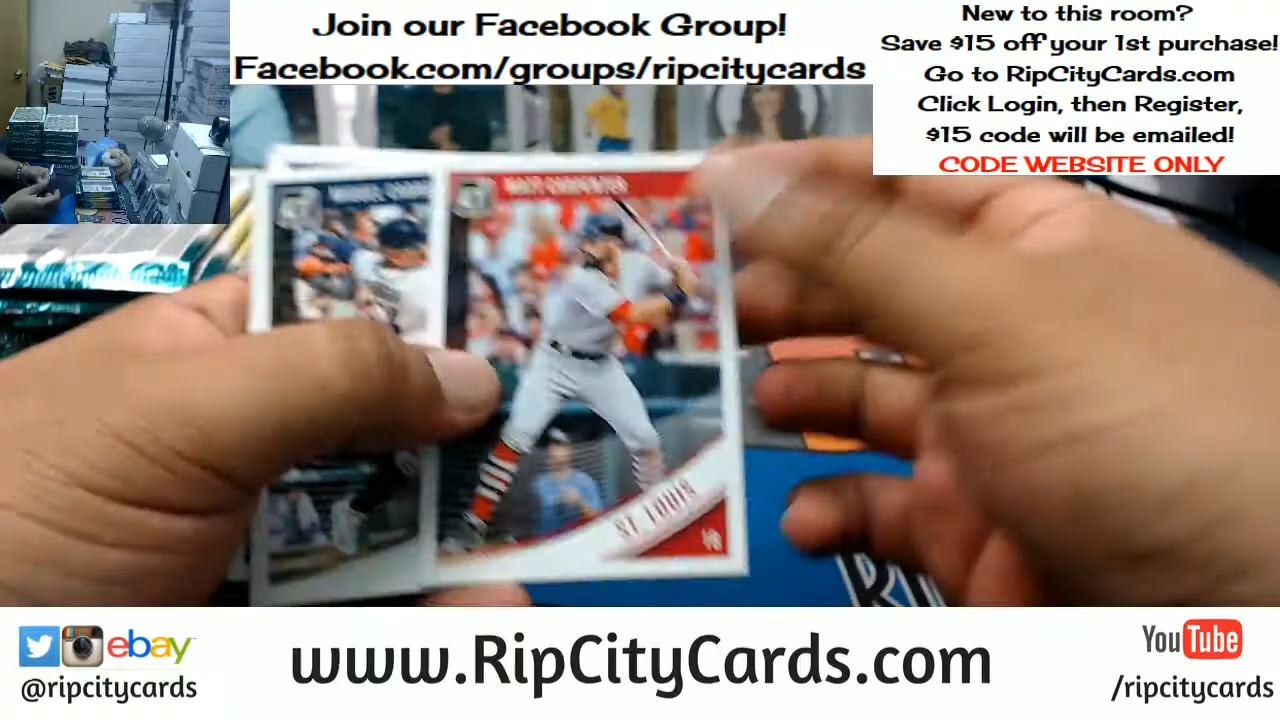 Join our Facebook Group!
Facebook.com/groups/ripcitycards
New to this room?
Save $15 off your 1st purchase!
Go to RipCityCards.com
Click Login, then Register,
$15 code will be emailed!
CODE WEBSITE ONLY
MATT CARPENTER
ST. LOUIS
ebay
@ripcitycards
www.RipCityCards.com
YouTube
/ripcitycards